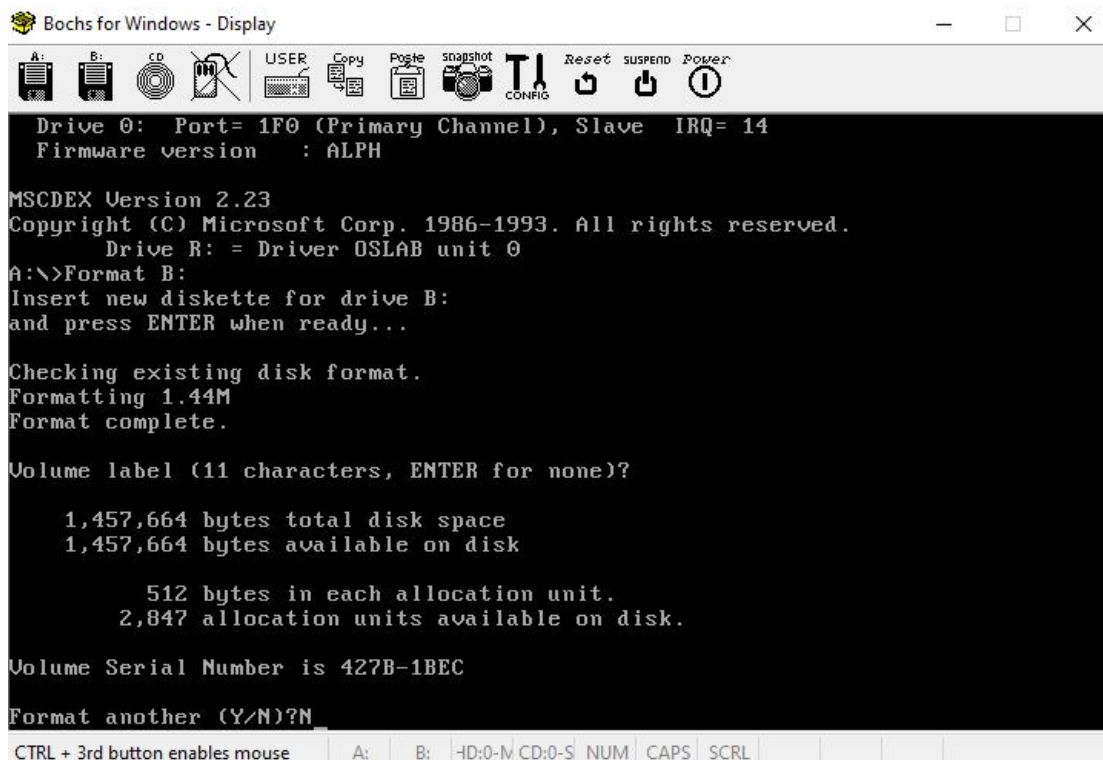 Bochs for Windows - Display
A: B: CD USER Copy Paste snapshot CONFIG Reset SUSPEND Power
Drive 0: Port= 1F0 (Primary Channel), Slave IRQ= 14
Firmware version : ALPH
MSCDEX Version 2.23
Copyright (C) Microsoft Corp. 1986-1993. All rights reserved.
Drive R: = Driver OSLAB unit 0
A:\>Format B:
Insert new diskette for drive B:
and press ENTER when ready...
Checking existing disk format.
Formatting 1.44M
Format complete.
Volume label (11 characters, ENTER for none)?
1,457,664 bytes total disk space
1,457,664 bytes available on disk
512 bytes in each allocation unit.
2,847 allocation units available on disk.
Volume Serial Number is 427B-1BEC
Format another (Y/N)?N_
CTRL + 3rd button enables mouse A: B: HD:0-M CD:0-S NUM CAPS SCRL